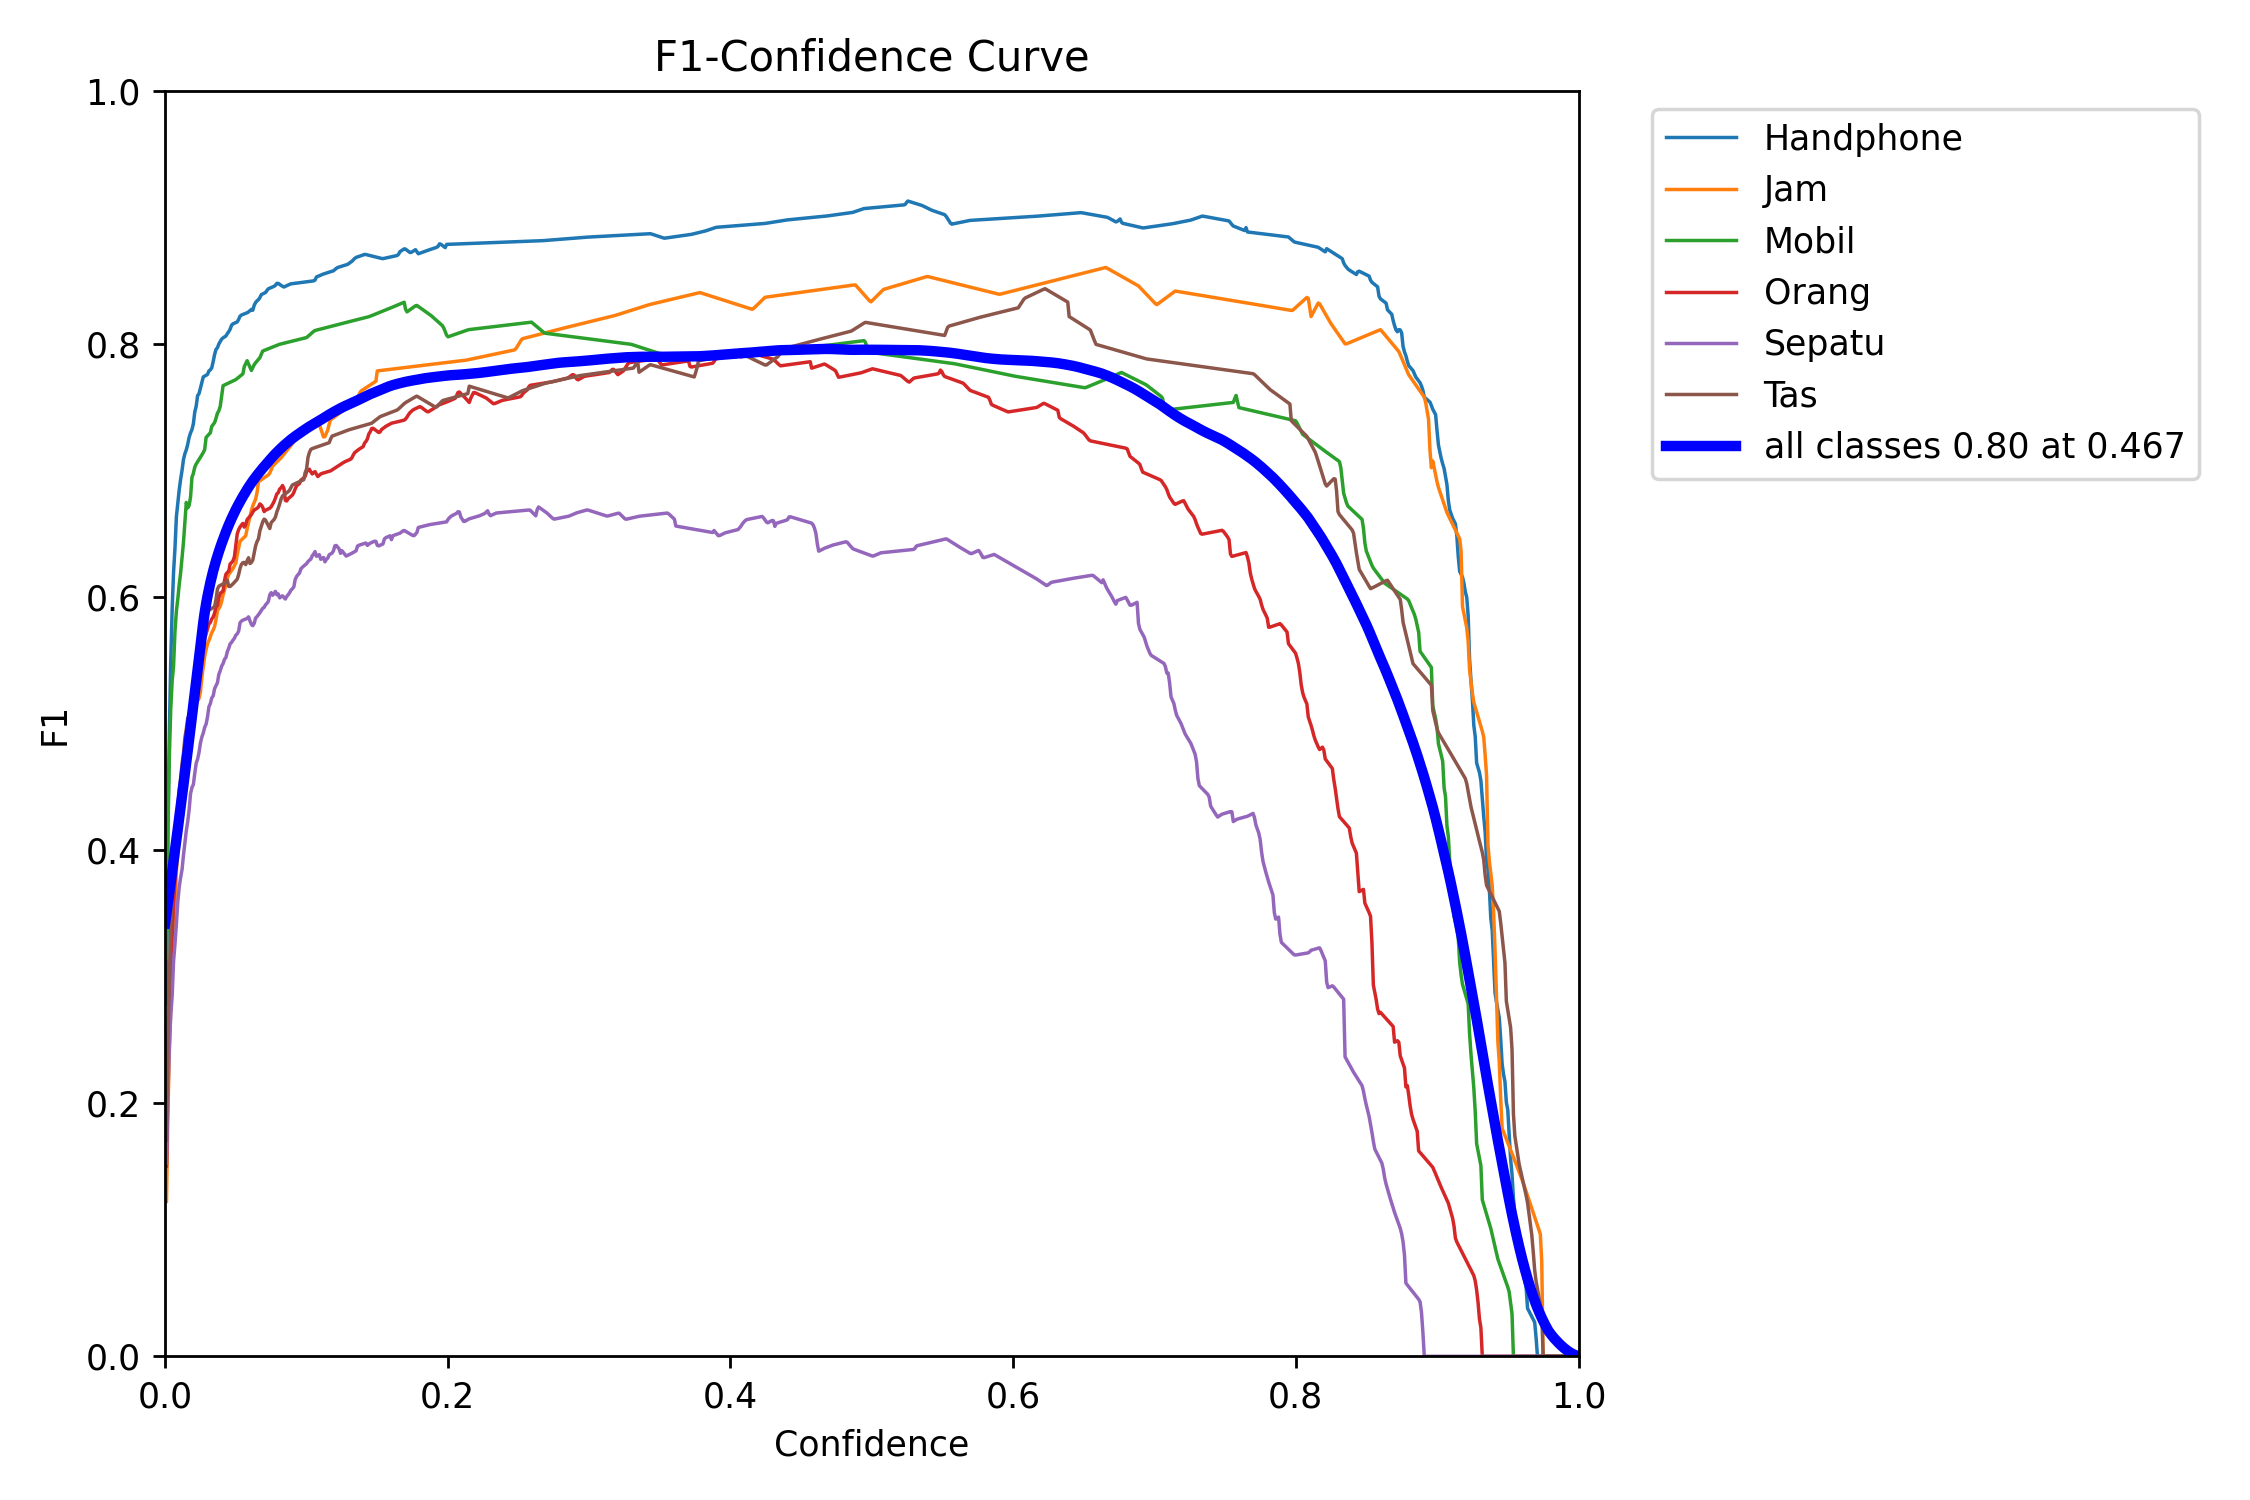 F1-Confidence Curve
1.0
0.8
0.6
0.4
0.2
0.0
F1
0.0 0.2 0.4 0.6 0.8 1.0
Confidence
Handphone
Jam
Mobil
Orang
Sepatu
Tas
all classes 0.80 at 0.467